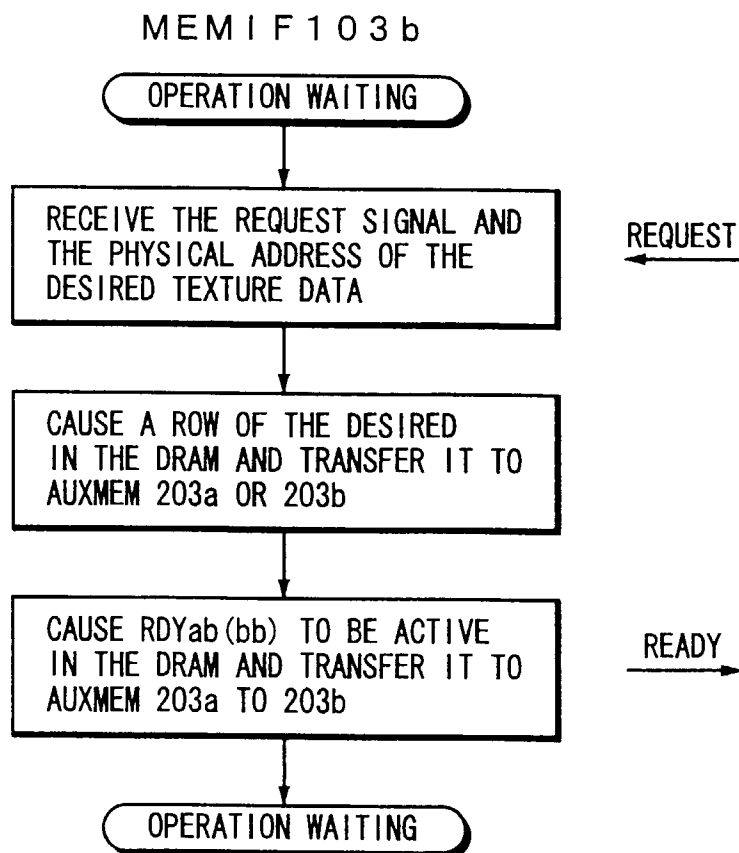 MEMIF103b
OPERATION WAITING
RECEIVE THE REQUEST SIGNAL AND
THE PHYSICAL ADDRESS OF THE
DESIRED TEXTURE DATA
REQUEST
CAUSE A ROW OF THE DESIRED
IN THE DRAM AND TRANSFER IT TO
AUXMEM 203a OR 203b
CAUSE RDYab(bb) TO BE ACTIVE
IN THE DRAM AND TRANSFER IT TO
AUXMEM 203a TO 203b
READY
OPERATION WAITING